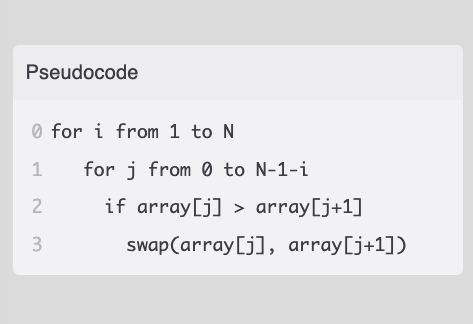 Pseudocode
0 for i from 1 to N
1 for j from 0 to N-1-i
2 if array[j] > array[j+1]
3 swap(array[j], array[j+1])